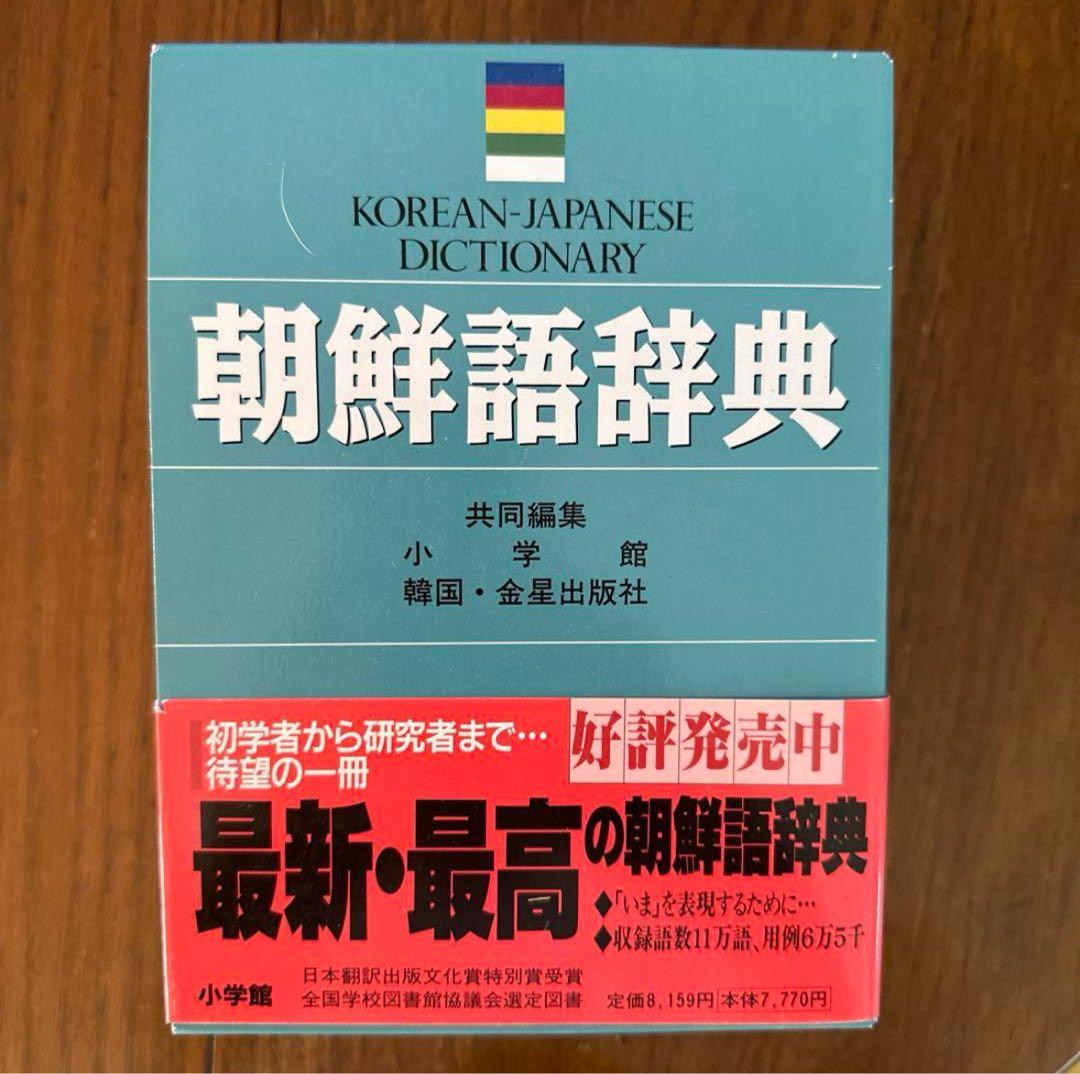 KOREAN-JAPANESE
DICTIONARY
朝鮮語辞典
共同編集
小学館
韓国・金星出版社
初学者から研究者まで…
待望の一冊
好評発売中
最新・最高の朝鮮語辞典
◆「いま」を表現するために…
◆収録語数11万語、用例6万5千
小学館
日本翻訳出版文化賞特別賞受賞
全国学校図書館協議会選定図書
定価8,159円 本体7,770円